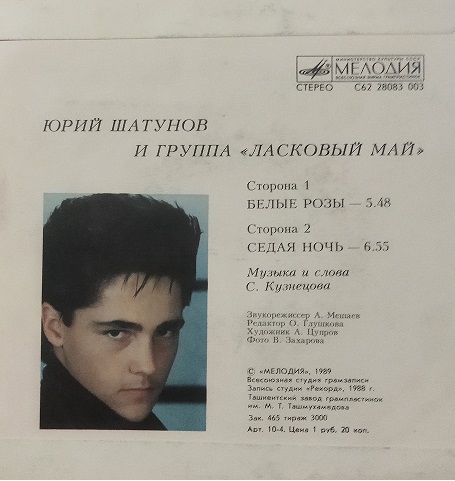 МИНИСТЕРСТВО КУЛЬТУРЫ СССР
МЕЛОДИЯ
ВСЕСОЮЗНАЯ ФИРМА ГРАМПЛАСТИНОК
СТЕРЕО С62 28083 003
ЮРИЙ ШАТУНОВ
И ГРУППА «ЛАСКОВЫЙ МАЙ»
Сторона 1
БЕЛЫЕ РОЗЫ — 5.48
Сторона 2
СЕДАЯ НОЧЬ — 6.55
Музыка и слова
С. Кузнецова
Звукорежиссер А. Мешаев
Редактор О. Глушкова
Художник А. Цупров
Фото В. Захарова
© «МЕЛОДИЯ», 1989
Всесоюзная студия грамзаписи
Запись студии «Рекорд», 1988 г.
Ташкентский завод грампластинок
им. М. Т. Ташмухамедова
Зак. 465 тираж 3000
Арт. 10-4. Цена 1 руб. 20 коп.